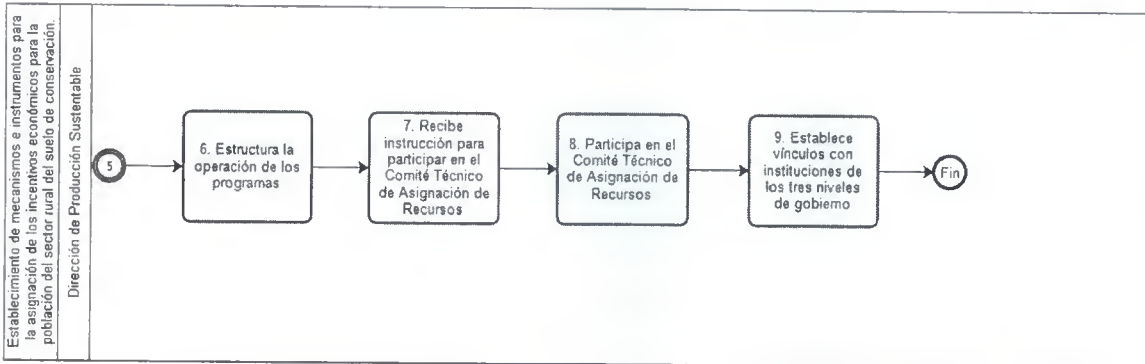 Establecimiento de mecanismos e instrumentos para
la asignación de los incentivos económicos para la
población del sector rural del suelo de conservación.
Dirección de Producción Sustentable
5
6. Estructura la
operación de los
programas
7. Recibe
instrucción para
participar en el
Comité Técnico
de Asignación de
Recursos
8. Participa en el
Comité Técnico
de Asignación de
Recursos
9. Establece
vínculos con
instituciones de
los tres niveles
de gobierno
Fin